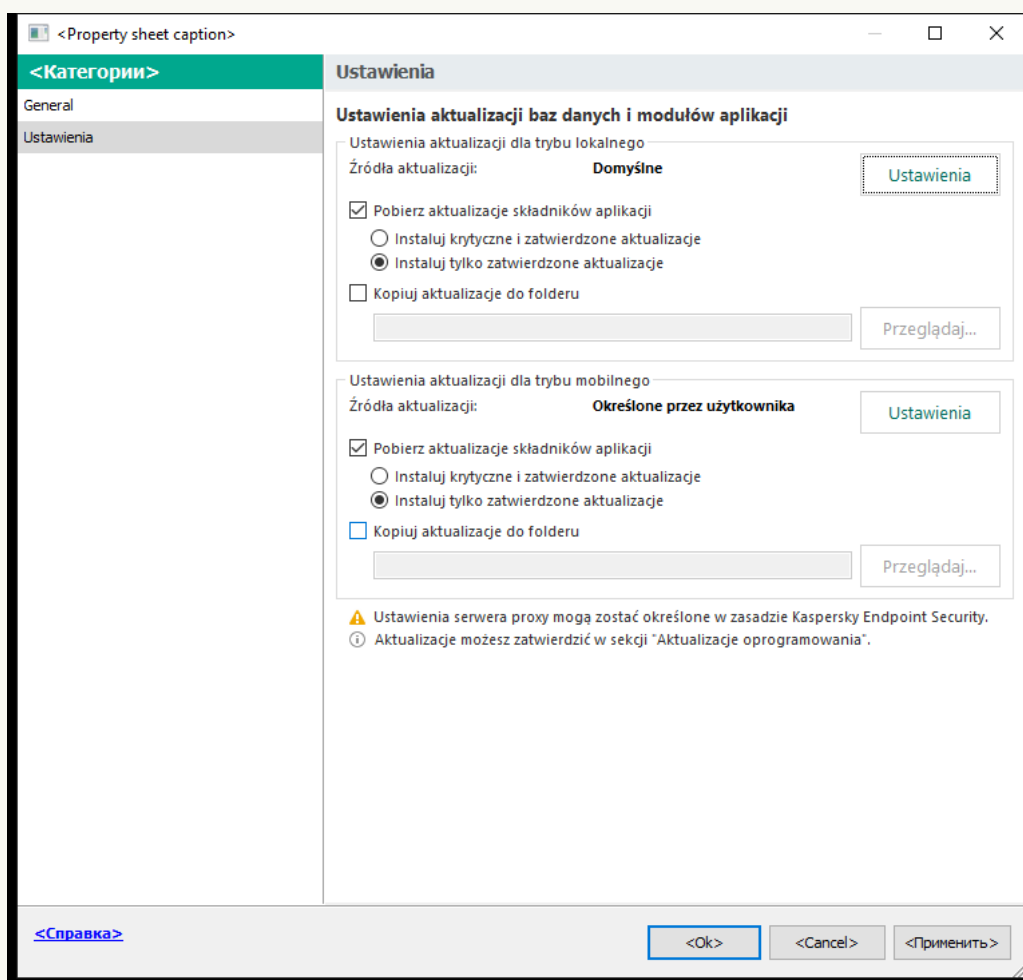 <Property sheet caption>
<Категории>
General
Ustawienia
Ustawienia
Ustawienia aktualizacji baz danych i modułów aplikacji
Ustawienia aktualizacji dla trybu lokalnego
Źródła aktualizacji: Domyślne Ustawienia
Pobierz aktualizacje składników aplikacji
Instaluj krytyczne i zatwierdzone aktualizacje
Instaluj tylko zatwierdzone aktualizacje
Kopiuj aktualizacje do folderu
Przeglądaj...
Ustawienia aktualizacji dla trybu mobilnego
Źródła aktualizacji: Określone przez użytkownika Ustawienia
Pobierz aktualizacje składników aplikacji
Instaluj krytyczne i zatwierdzone aktualizacje
Instaluj tylko zatwierdzone aktualizacje
Kopiuj aktualizacje do folderu
Przeglądaj...
Ustawienia serwera proxy mogą zostać określone w zasadzie Kaspersky Endpoint Security.
Aktualizacje możesz zatwierdzić w sekcji "Aktualizacje oprogramowania".
<Справка>
<Ok> <Cancel> <Применить>